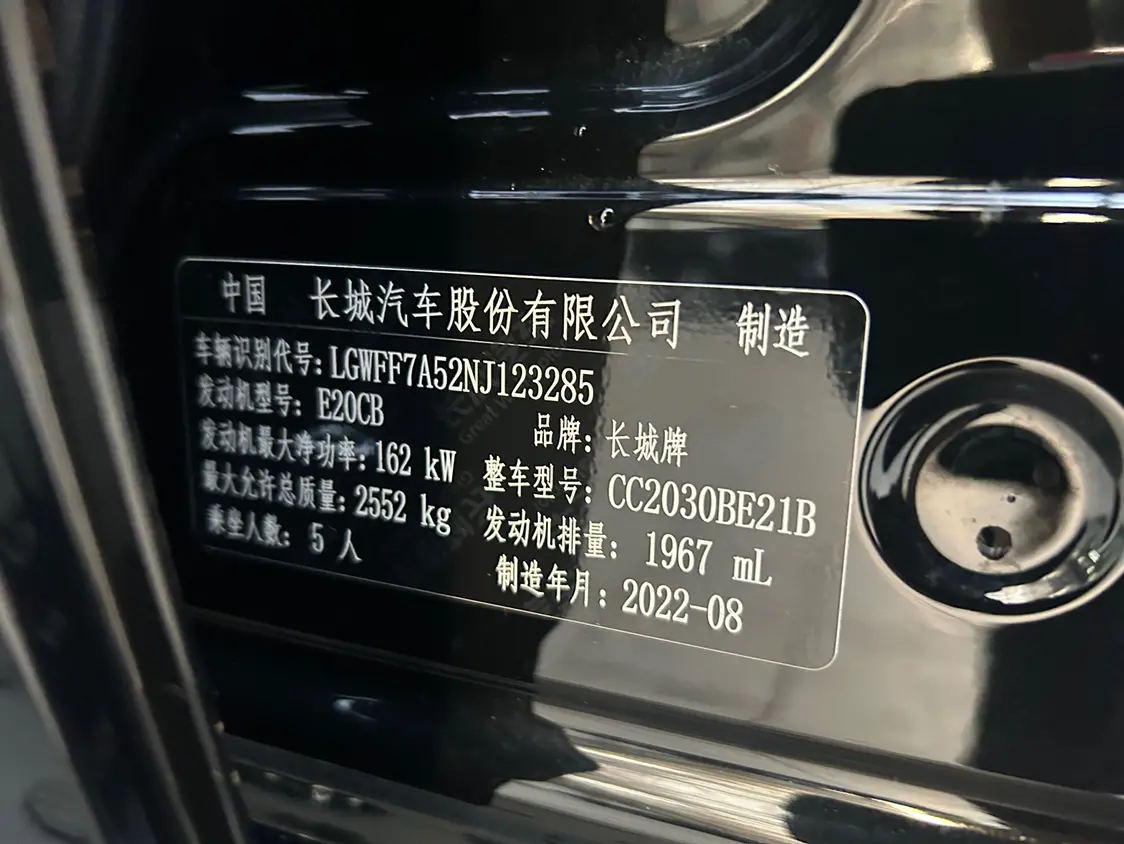 中国 长城汽车股份有限公司 制造
车辆识别代号: LGWFF7A52NJ123285
发动机型号: E20CB 品牌: 长城牌
发动机最大净功率: 162 kW 整车型号: CC2030BE21B
最大允许总质量: 2552 kg 发动机排量: 1967 mL
乘坐人数: 5 人 制造年月: 2022-08